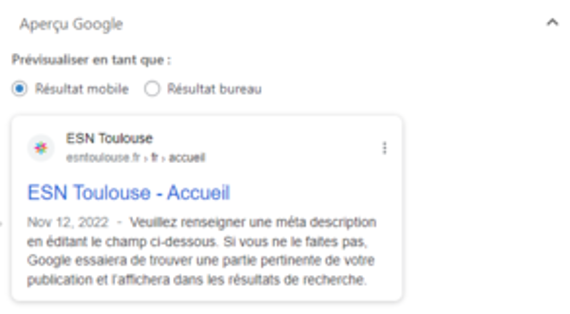 Aperçu Google
Prévisualiser en tant que :
Résultat mobile Résultat bureau
ESN Toulouse
esntoulouse.fr › fr › accueil
ESN Toulouse - Accueil
Nov 12, 2022 - Veuillez renseigner une méta description
en éditant le champ ci-dessous. Si vous ne le faites pas,
Google essaiera de trouver une partie pertinente de votre
publication et l'affichera dans les résultats de recherche.